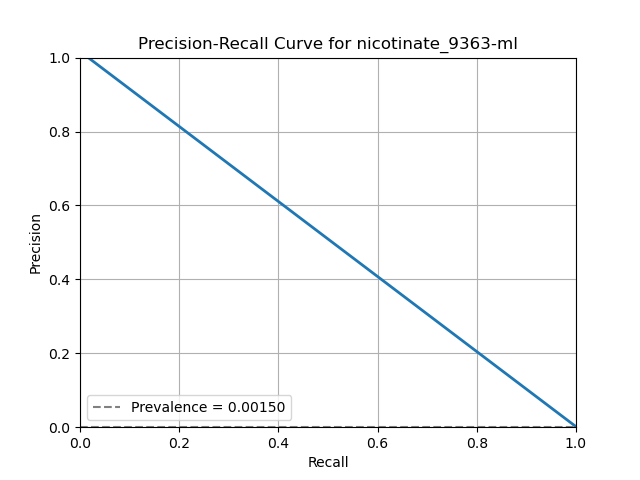 Precision-Recall Curve for nicotinate_9363-ml
1.0
0.8
0.6
0.4
0.2
0.0
Precision
Prevalence = 0.00150
0.0 0.2 0.4 0.6 0.8 1.0
Recall